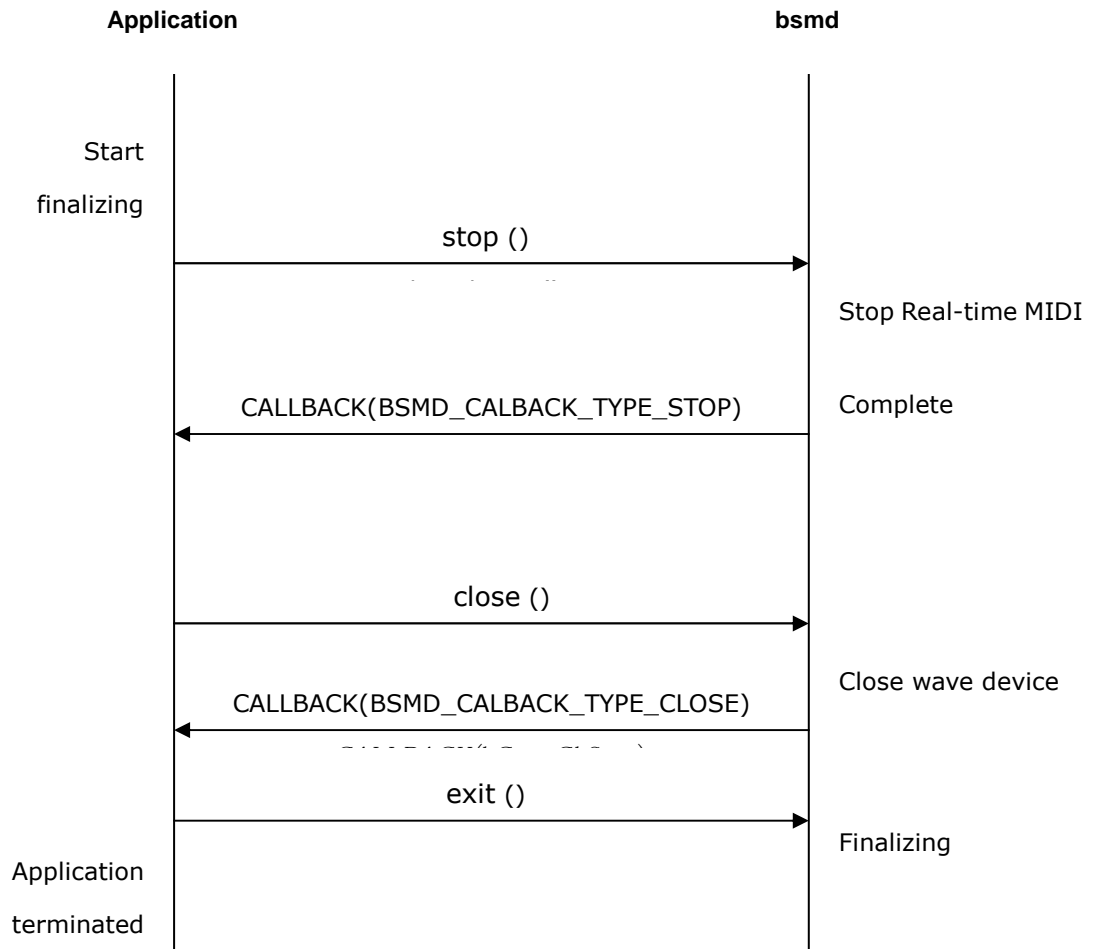 Application
bsmd
Start
finalizing
stop ()
Stop Real-time MIDI
CALLBACK(BSMD_CALBACK_TYPE_STOP)
Complete
close ()
Close wave device
CALLBACK(BSMD_CALBACK_TYPE_CLOSE)
exit ()
Finalizing
Application
terminated